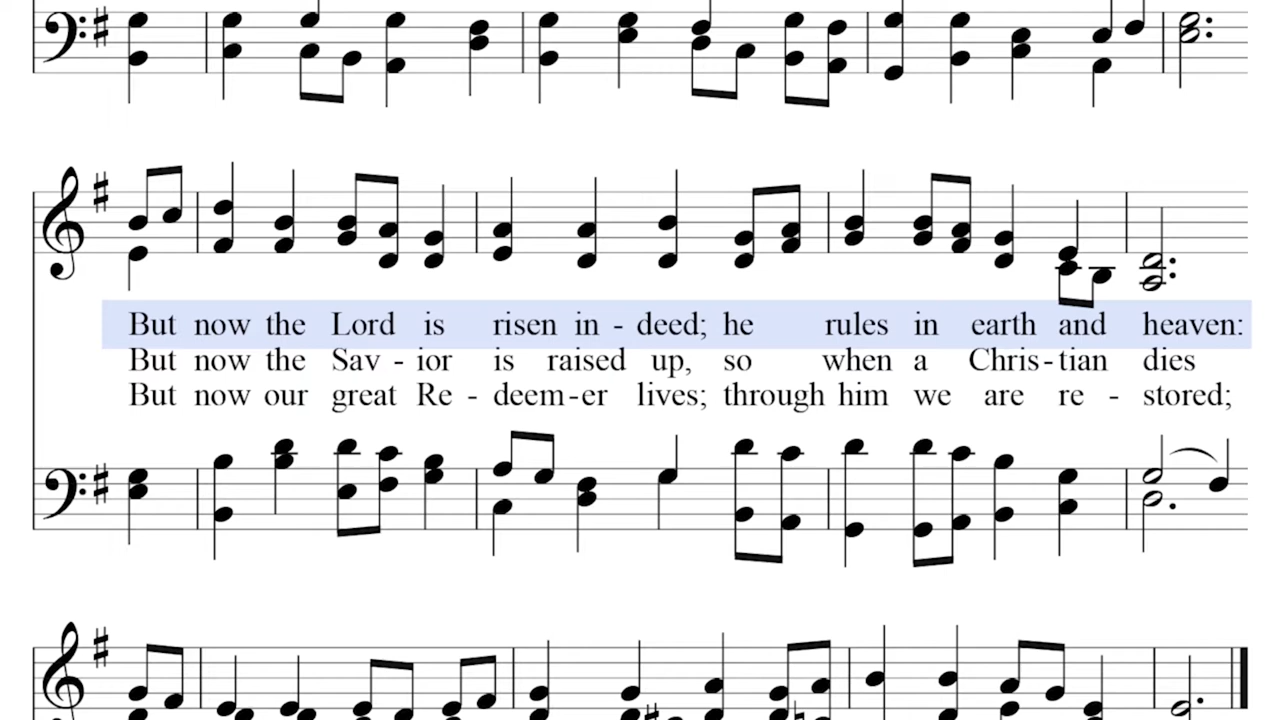 But now the Lord is risen in - deed; he rules in earth and heaven:
But now the Sav - ior is raised up, so when a Chris - tian dies
But now our great Re - deem - er lives; through him we are re - stored;